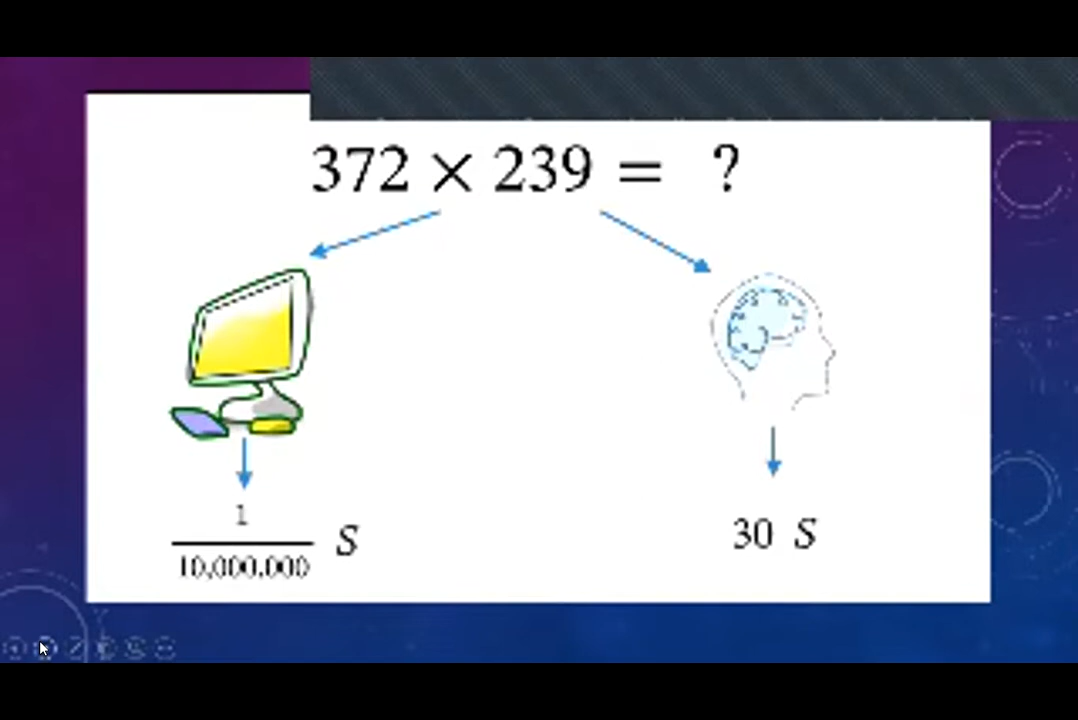 372 × 239 = ?
1
10,000,000 S
30 S